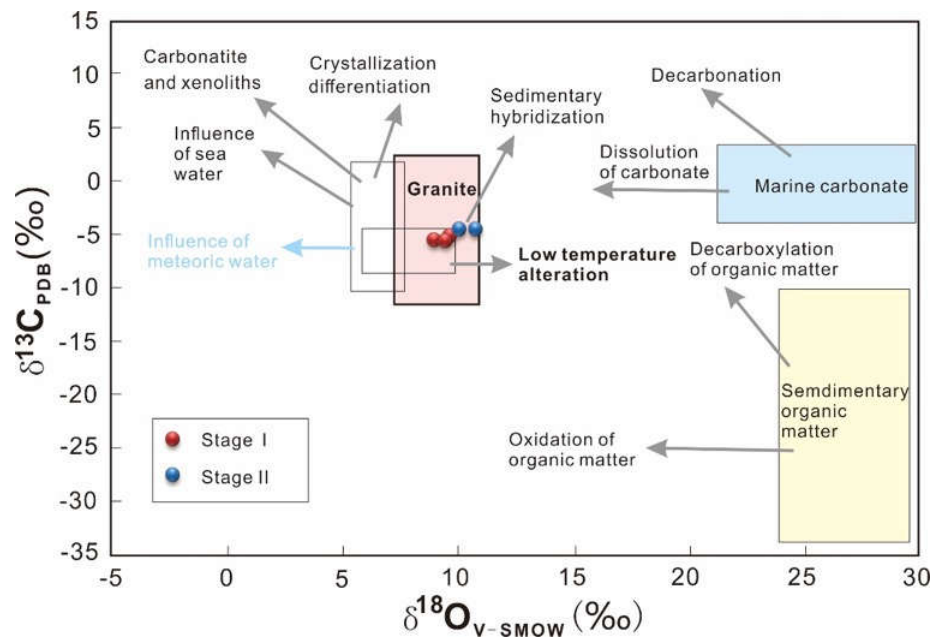 15
10
5
0
-5
-10
-15
-20
-25
-30
-35
δ13CPDB(‰)
Carbonatite
and xenoliths
Crystallization
differentiation
Influence
of sea
water
Sedimentary
hybridization
Decarbonation
Dissolution
of carbonate
Marine carbonate
Granite
Influence of
meteoric water
Low temperature
alteration
Decarboxylation
of organic matter
Semdimentary
organic
matter
Oxidation of
organic matter
Stage I
Stage II
-5 0 5 10 15 20 25 30
δ18OV-SMOW(‰)